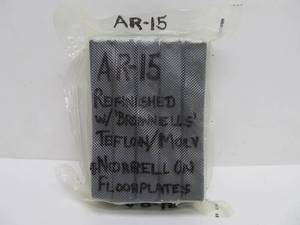 AR-15
AR-15
REFINISHED
W/ 'BROWNELLS'
TEFLON/MOLY
NORRELL ON
FLOORPLATES